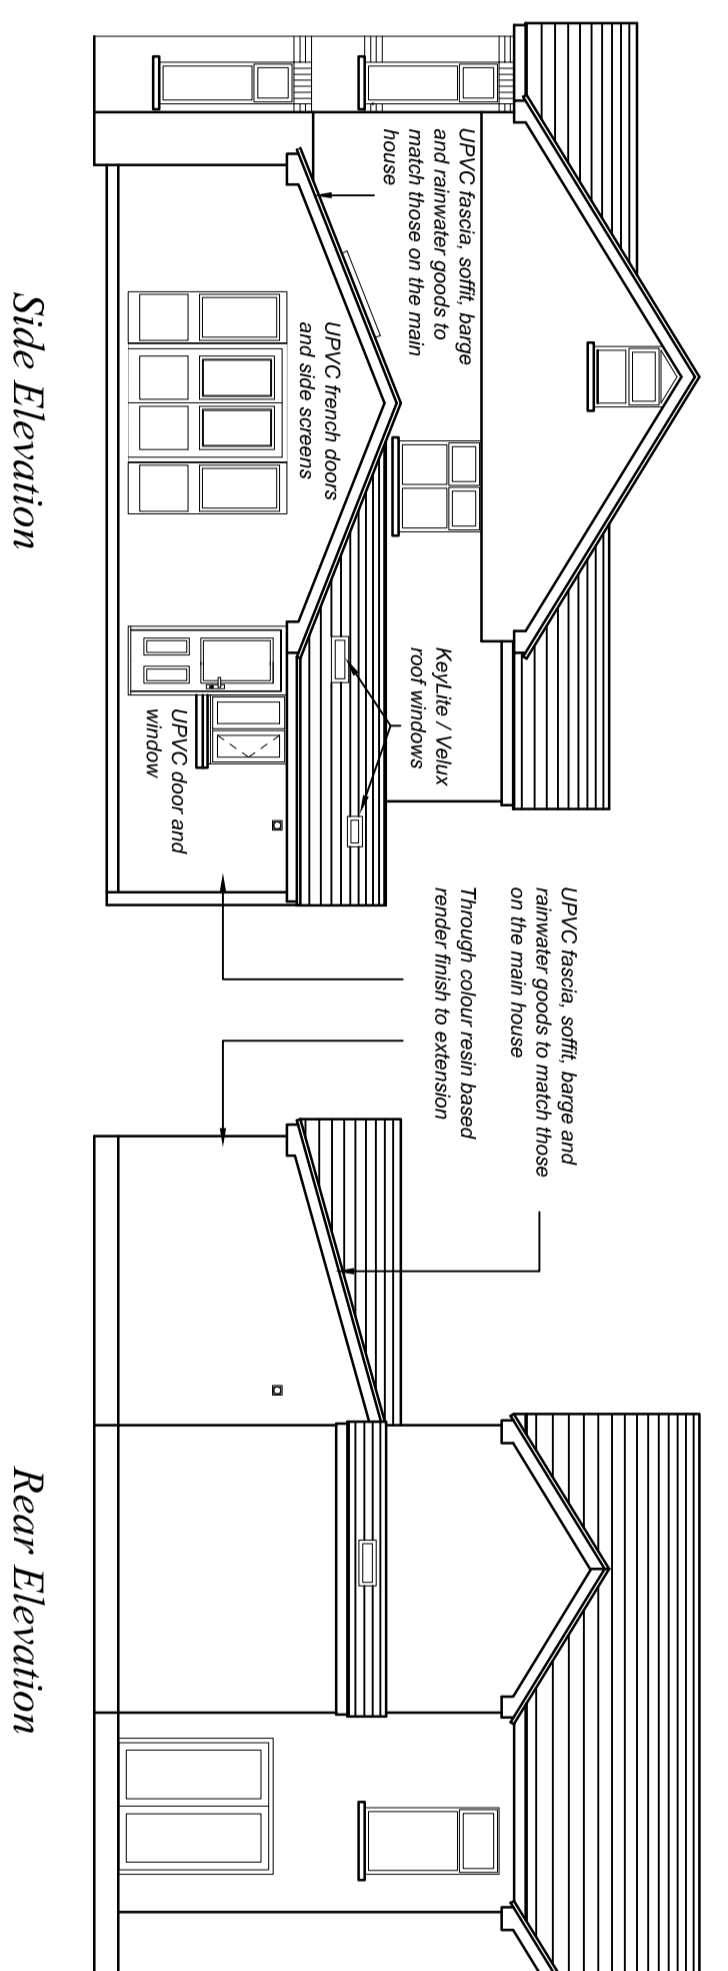 UPVC fascia, soffit, barge
and rainwater goods to
match those on the main
house
UPVC french doors
and side screens
KeyLite / Velux
roof windows
UPVC door and
window
Side Elevation
UPVC fascia, soffit, barge and
rainwater goods to match those
on the main house
Through colour resin based
render finish to extension
Rear Elevation